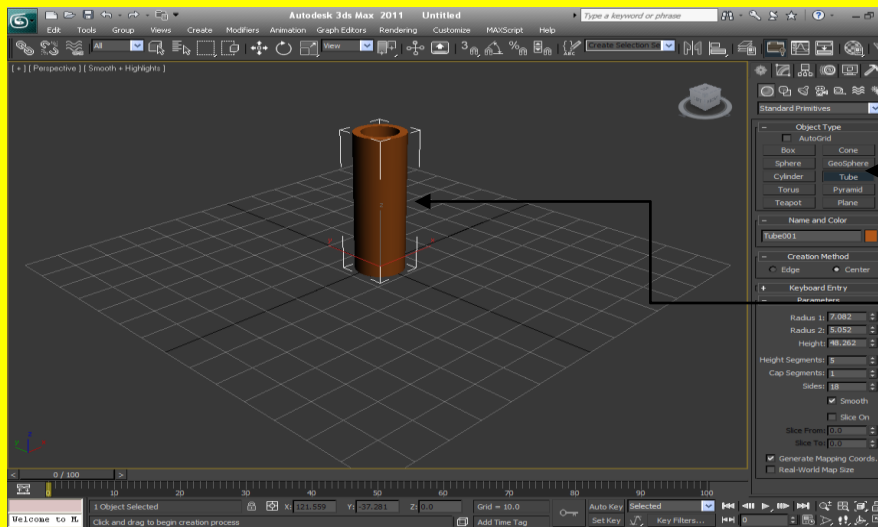 Autodesk 3ds Max 2011 Untitled
Type a keyword or phrase
Edit Tools Group Views Create Modifiers Animation Graph Editors Rendering Customize MAXScript Help
All
View
3
Create Selection Se
[ + ] [ Perspective ] [ Smooth + Highlights ]
Standard Primitives
- Object Type
AutoGrid
Box Cone
Sphere GeoSphere
Cylinder Tube
Torus Pyramid
Teapot Plane
- Name and Color
Tube001
- Creation Method
Edge Center
+ Keyboard Entry
- Parameters
Radius 1: 7.082
Radius 2: 5.052
Height: 48.262
Height Segments: 5
Cap Segments: 1
Sides: 18
Smooth
Slice On
Slice From: 0.0
Slice To: 0.0
Generate Mapping Coords.
Real-World Map Size
z
< 0 / 100 >
0 10 20 30 40 50 60 70 80 90 100
1 Object Selected X: 121.559 Y: -37.281 Z: 0.0 Grid = 10.0 Auto Key Selected
Welcome to M Click and drag to begin creation process Add Time Tag Set Key Key Filters... 0